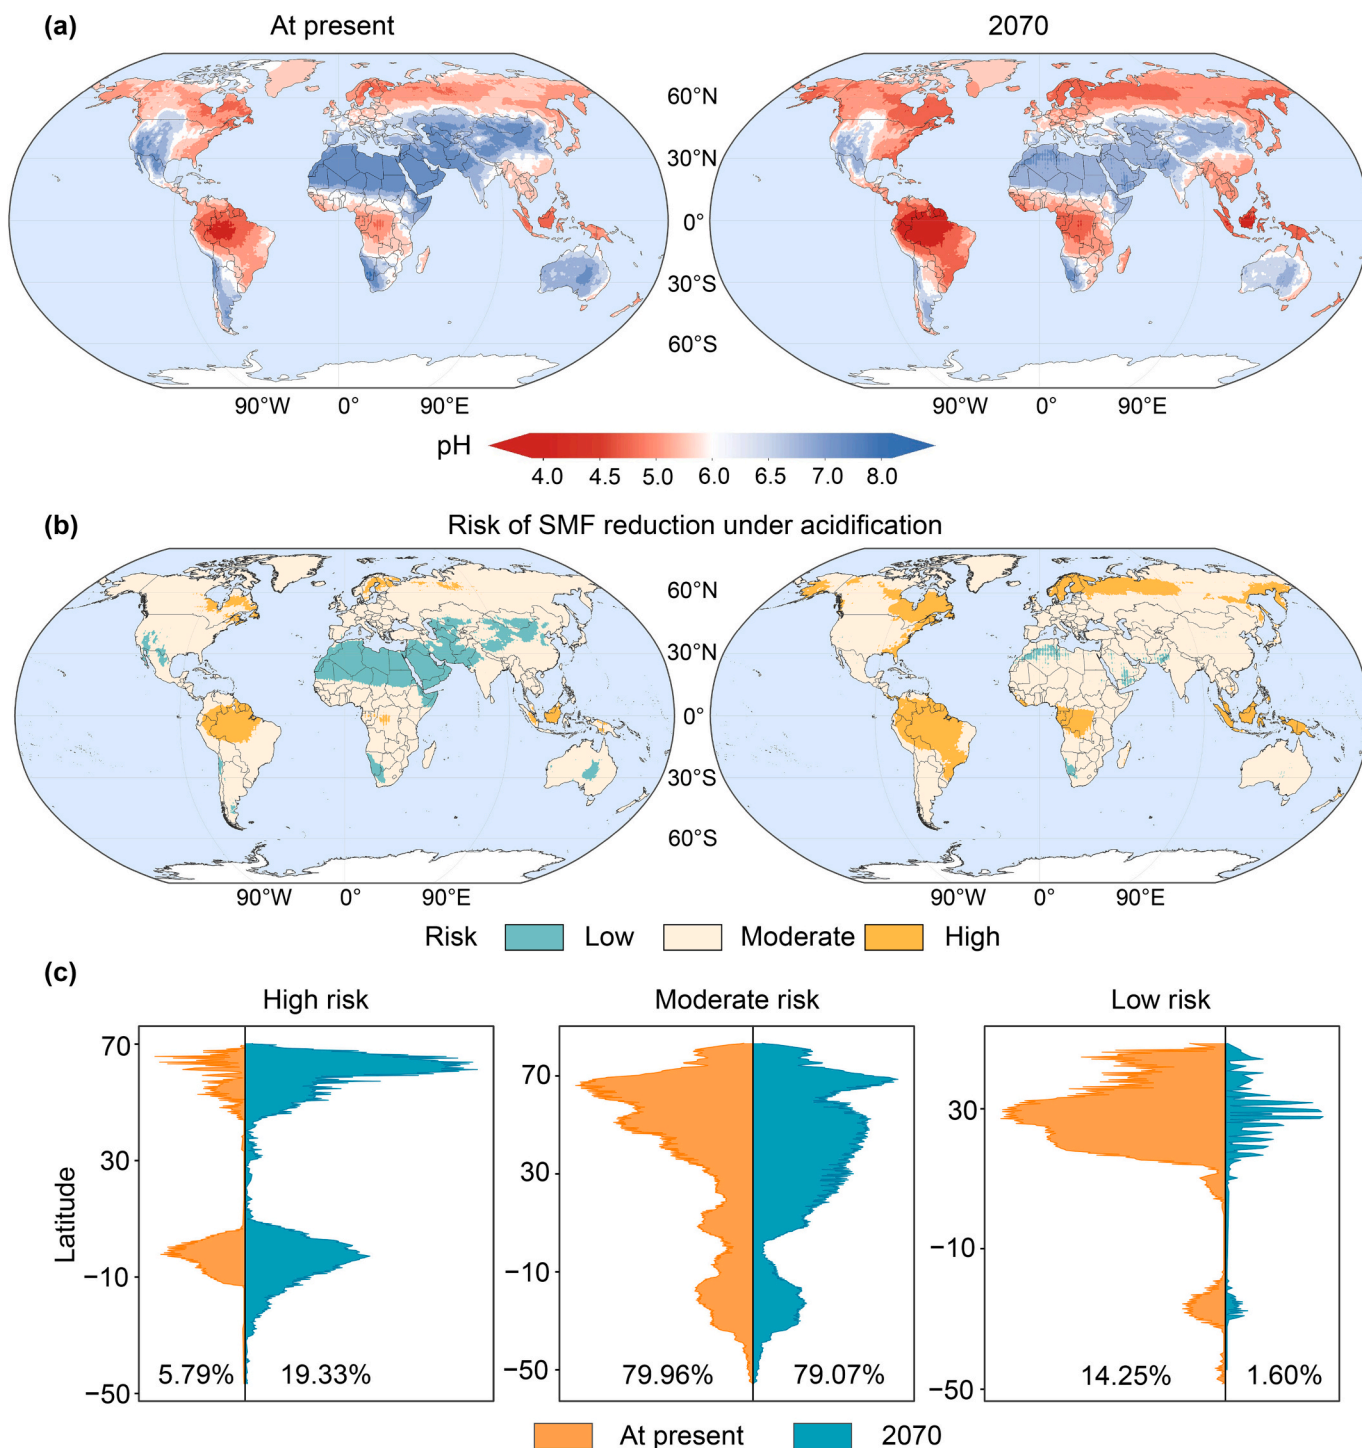 (a) At present 2070
60°N
30°N
0°
30°S
60°S
90°W 0° 90°E 90°W 0° 90°E
pH
4.0 4.5 5.0 6.0 6.5 7.0 8.0
(b) Risk of SMF reduction under acidification
60°N
30°N
0°
30°S
60°S
90°W 0° 90°E 90°W 0° 90°E
Risk Low Moderate High
(c)
High risk Moderate risk Low risk
Latitude
70
30
−10
−50
5.79% 19.33%
70
30
−10
−50
79.96% 79.07%
30
−10
−50
14.25% 1.60%
At present 2070